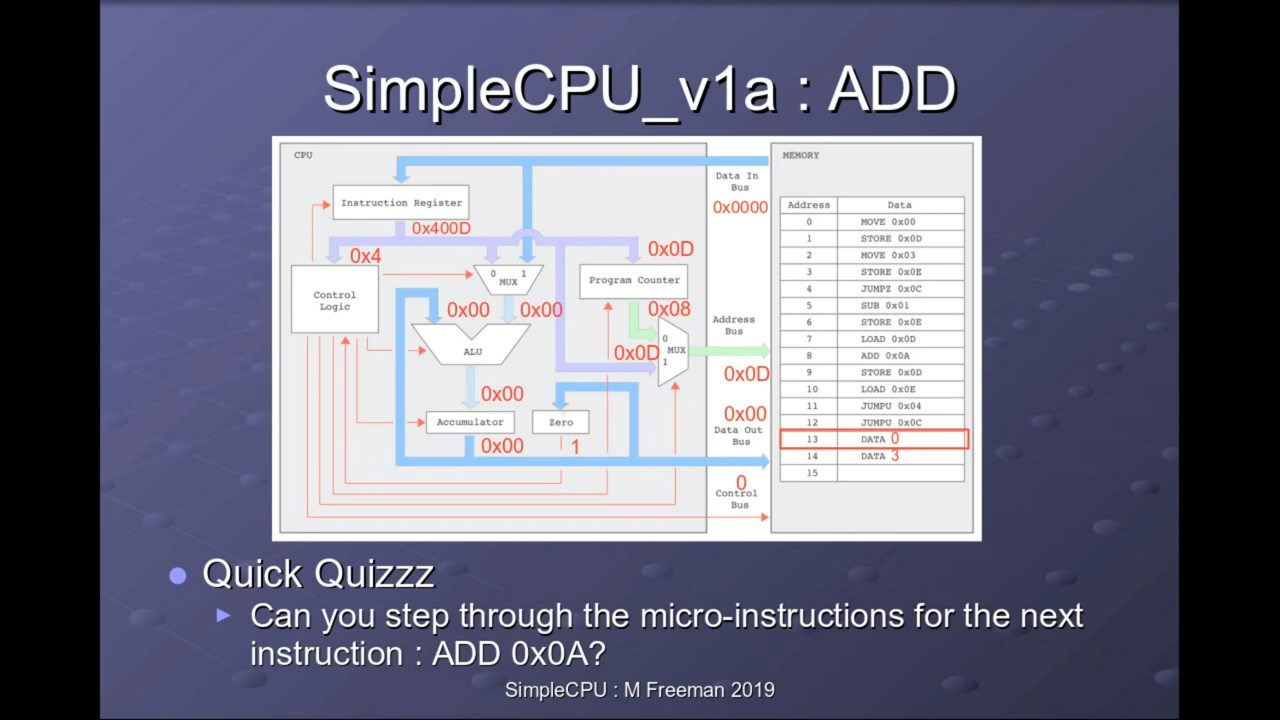 SimpleCPU_v1a : ADD
CPU
MEMORY
Data In
Bus
0x0000
Instruction Register
0x400D
0x4
0x0D
Control
Logic
0 1
MUX
Program Counter
0x00
0x00
0x08
Address
Bus
0
MUX
1
0x0D
0x0D
ALU
0x00
0x00
Data Out
Bus
Accumulator
Zero
0x00
1
0
Control
Bus
Address Data
0 MOVE 0x00
1 STORE 0x0D
2 MOVE 0x03
3 STORE 0x0E
4 JUMPZ 0x0C
5 SUB 0x01
6 STORE 0x0E
7 LOAD 0x0D
8 ADD 0x0A
9 STORE 0x0D
10 LOAD 0x0E
11 JUMPU 0x04
12 JUMPU 0x0C
13 DATA 0
14 DATA 3
15
Quick Quizzz
Can you step through the micro-instructions for the next
instruction : ADD 0x0A?
SimpleCPU : M Freeman 2019